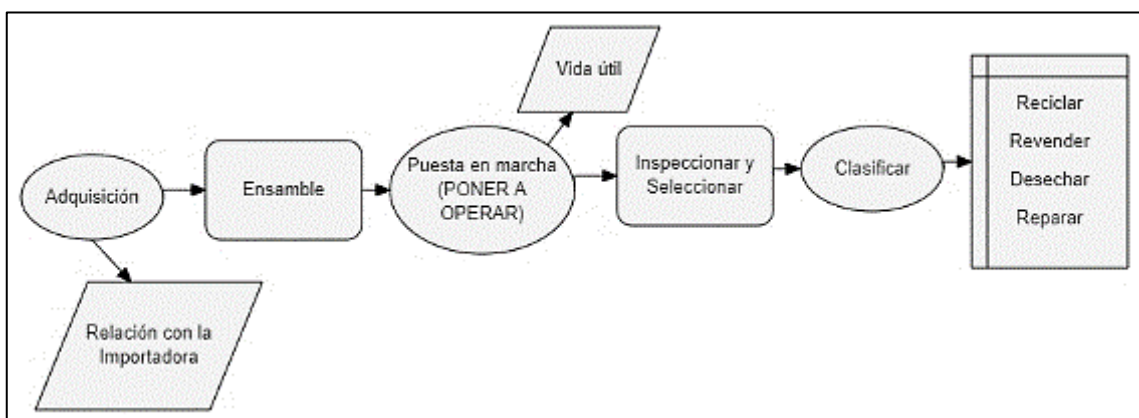 Adquisición
Relación con la
Importadora
Ensamble
Puesta en marcha
(PONER A
OPERAR)
Vida útil
Inspeccionar y
Seleccionar
Clasificar
Reciclar
Revender
Desechar
Reparar